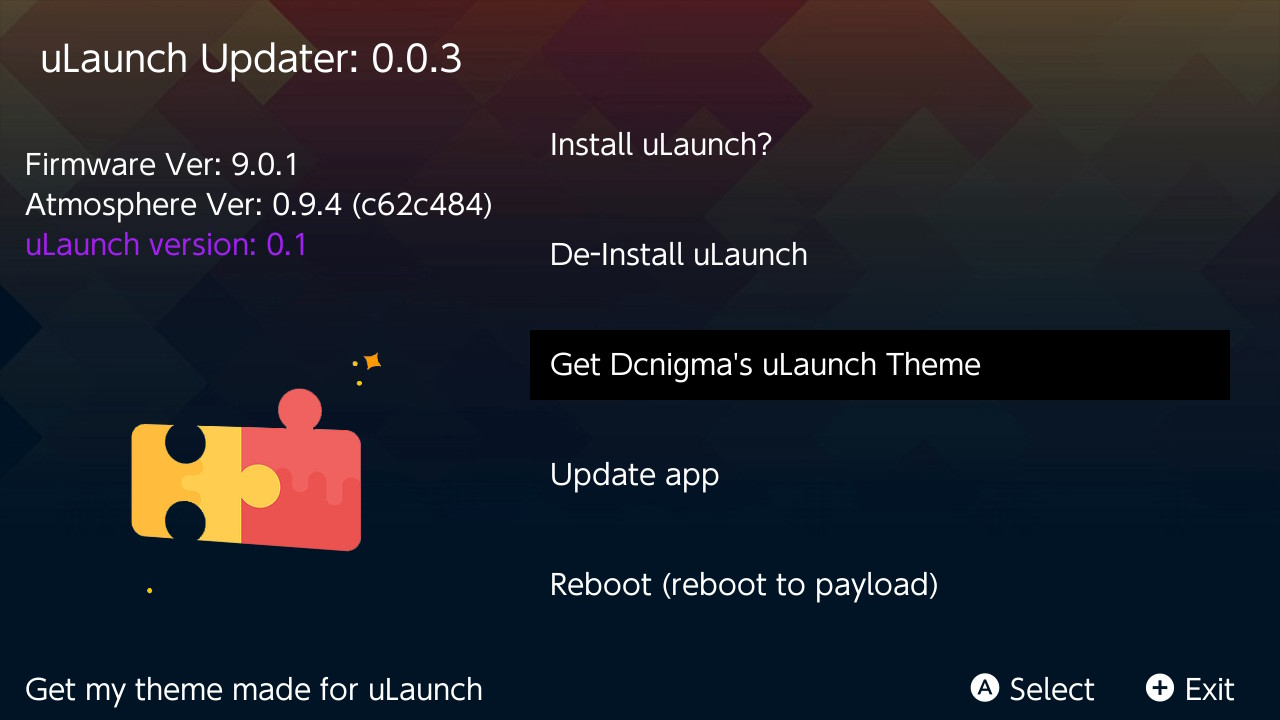 uLaunch Updater: 0.0.3
Firmware Ver: 9.0.1
Atmosphere Ver: 0.9.4 (c62c484)
uLaunch version: 0.1
Install uLaunch?
De-Install uLaunch
Get Dcnigma's uLaunch Theme
Update app
Reboot (reboot to payload)
Get my theme made for uLaunch
A Select + Exit